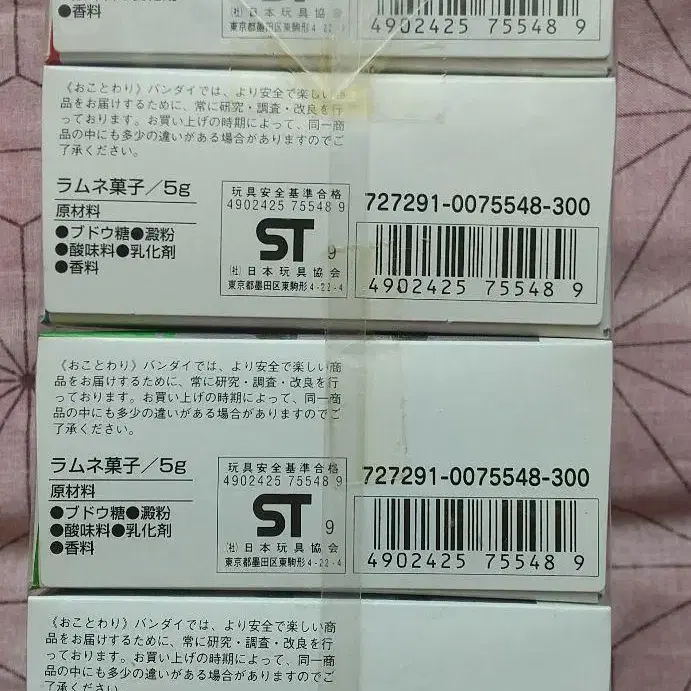 ●香料
東京都墨田区東駒形4-22-4
4902425 75548 9
《おことわり》バンダイでは、より安全で楽しい商
品をお届けするために、常に研究・調査・改良を行
っております。お買い上げの時期によって、同一商
品の中にも多少の違いがある場合がありますのでご
了承ください。
ラムネ菓子/5g
原材料
●ブドウ糖●澱粉
●酸味料●乳化剤
●香料
玩具安全基準合格
4902425 75548 9
ST 9
(社)日本玩具協会
東京都墨田区東駒形4-22-4
727291-0075548-300
4902425 75548 9
《おことわり》バンダイでは、より安全で楽しい商
品をお届けするために、常に研究・調査・改良を行
っております。お買い上げの時期によって、同一商
品の中にも多少の違いがある場合がありますのでご
了承ください。
ラムネ菓子/5g
原材料
●ブドウ糖●澱粉
●酸味料●乳化剤
●香料
玩具安全基準合格
4902425 75548 9
ST 9
(社)日本玩具協会
東京都墨田区東駒形4-22-4
727291-0075548-300
4902425 75548 9
《おことわり》バンダイでは、より安全で楽しい商
品をお届けするために、常に研究・調査・改良を行
っております。お買い上げの時期によって、同一商
品の中にも多少の違いがある場合がありますのでご
了承ください。